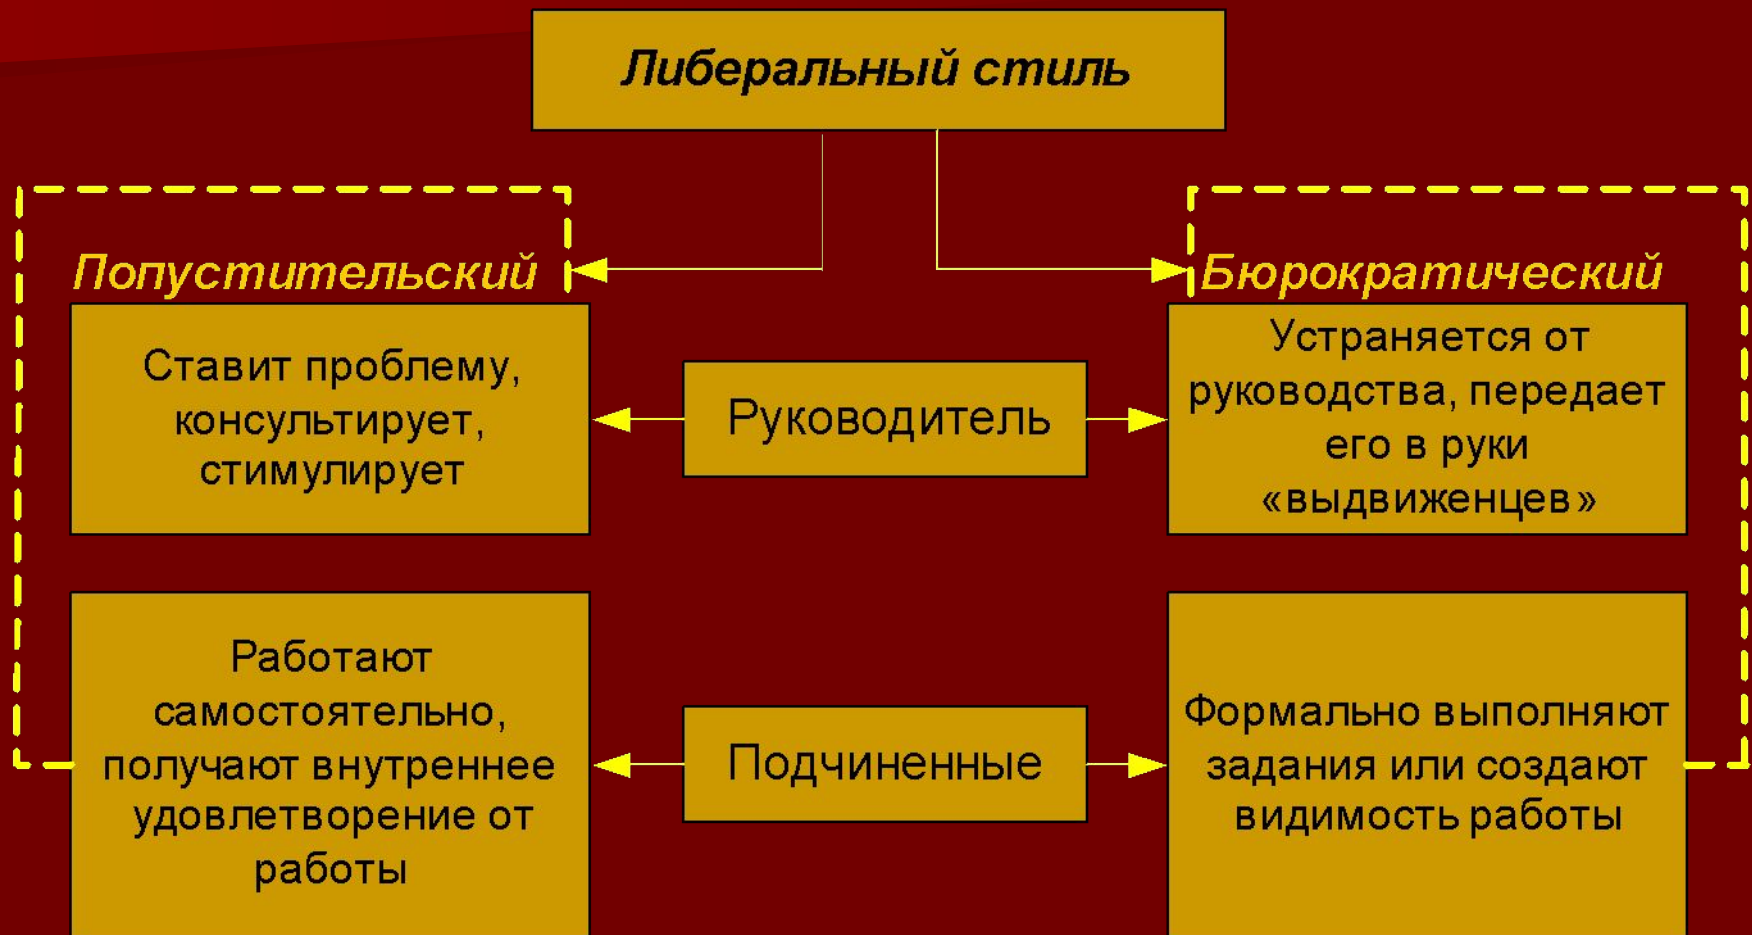 Либеральный стиль
Попустительский
Бюрократический
Ставит проблему,
консультирует,
стимулирует
Руководитель
Устраняется от
руководства, передает
его в руки
«выдвиженцев»
Работают
самостоятельно,
получают внутреннее
удовлетворение от
работы
Подчиненные
Формально выполняют
задания или создают
видимость работы